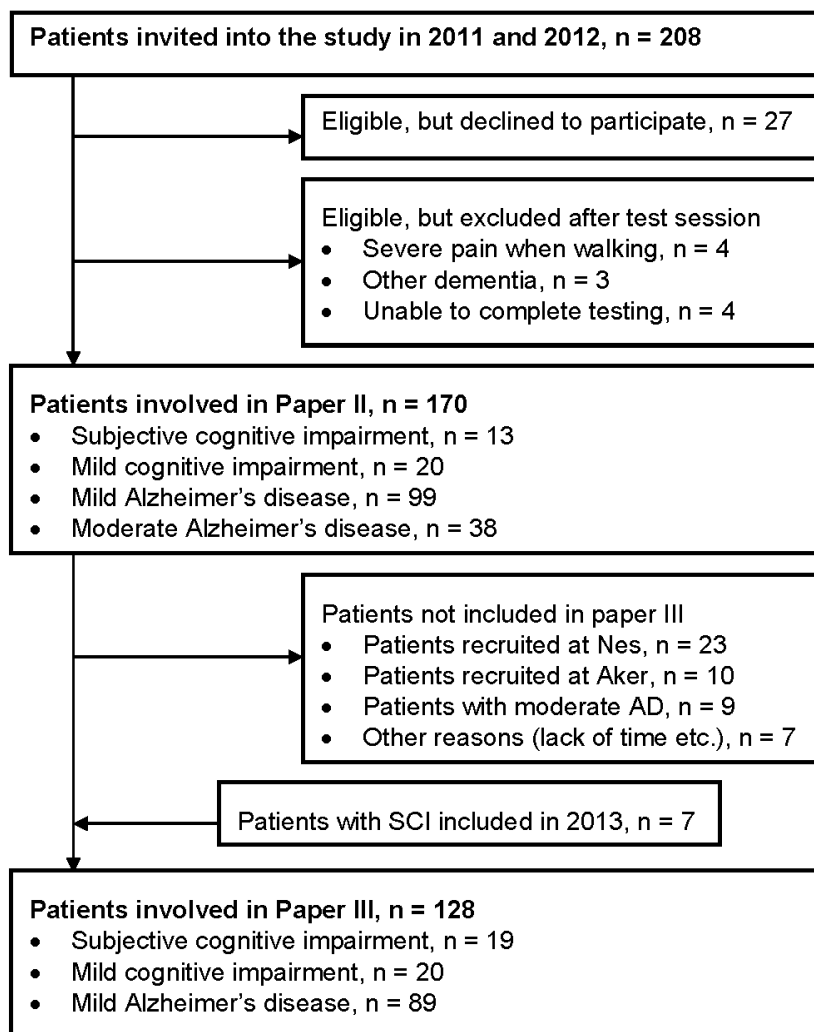 Patients invited into the study in 2011 and 2012, n = 208
Eligible, but declined to participate, n = 27
Eligible, but excluded after test session
• Severe pain when walking, n = 4
• Other dementia, n = 3
• Unable to complete testing, n = 4
Patients involved in Paper II, n = 170
• Subjective cognitive impairment, n = 13
• Mild cognitive impairment, n = 20
• Mild Alzheimer’s disease, n = 99
• Moderate Alzheimer’s disease, n = 38
Patients not included in paper III
• Patients recruited at Nes, n = 23
• Patients recruited at Aker, n = 10
• Patients with moderate AD, n = 9
• Other reasons (lack of time etc.), n = 7
Patients with SCI included in 2013, n = 7
Patients involved in Paper III, n = 128
• Subjective cognitive impairment, n = 19
• Mild cognitive impairment, n = 20
• Mild Alzheimer’s disease, n = 89